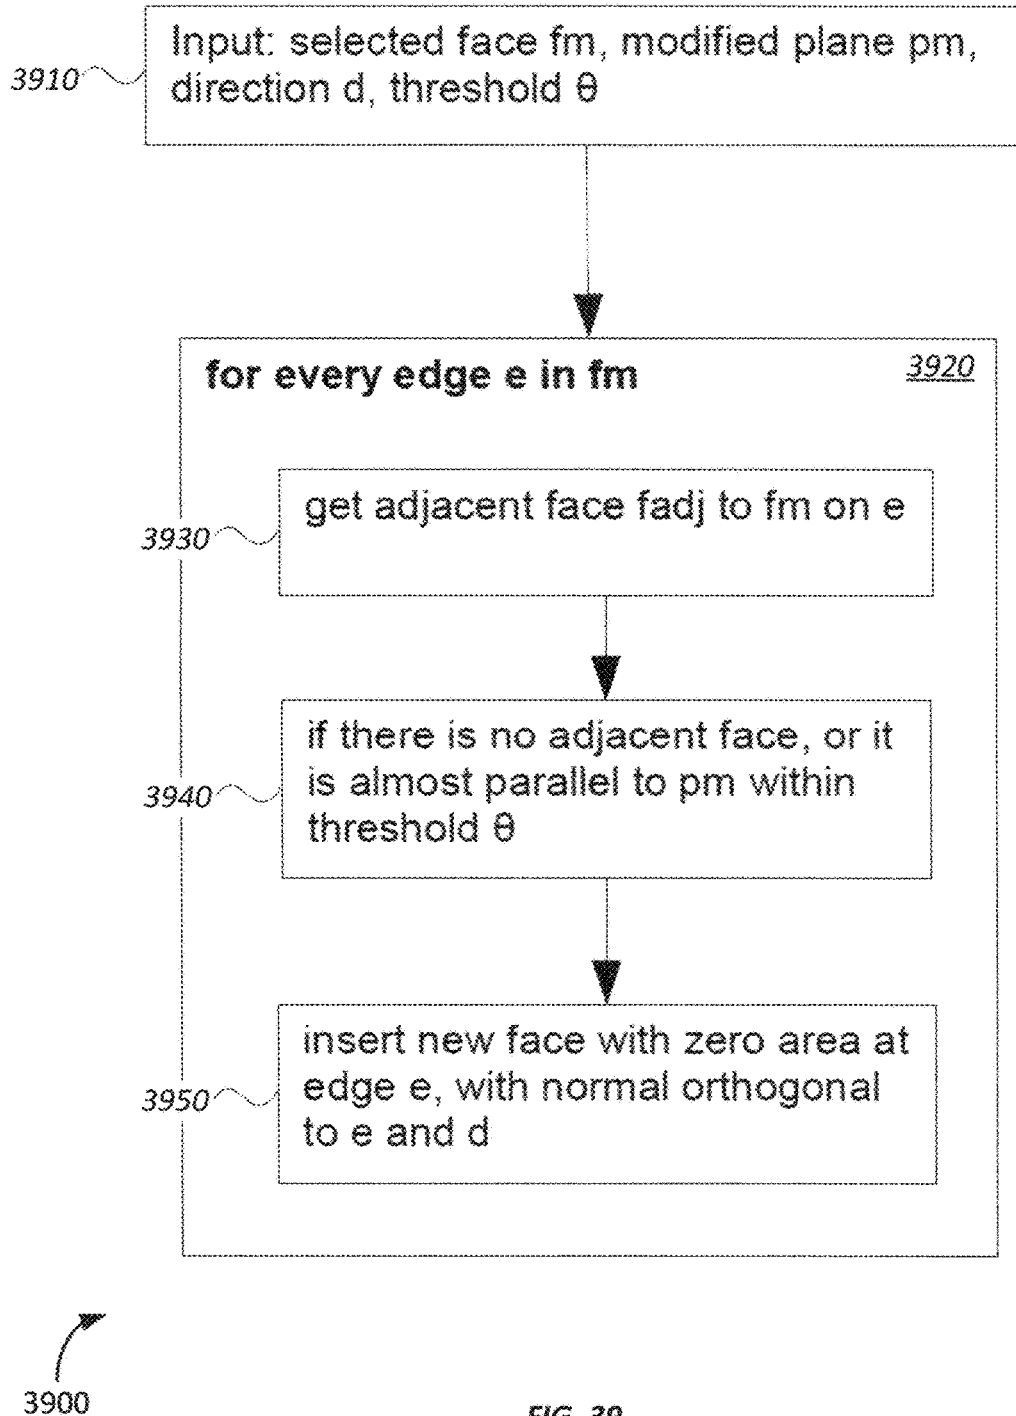 Input: selected face fm, modified plane pm,
direction d, threshold θ
3910
for every edge e in fm
3920
get adjacent face fadj to fm on e
3930
if there is no adjacent face, or it
is almost parallel to pm within
threshold θ
3940
insert new face with zero area at
edge e, with normal orthogonal
to e and d
3950
3900
FIG. 39